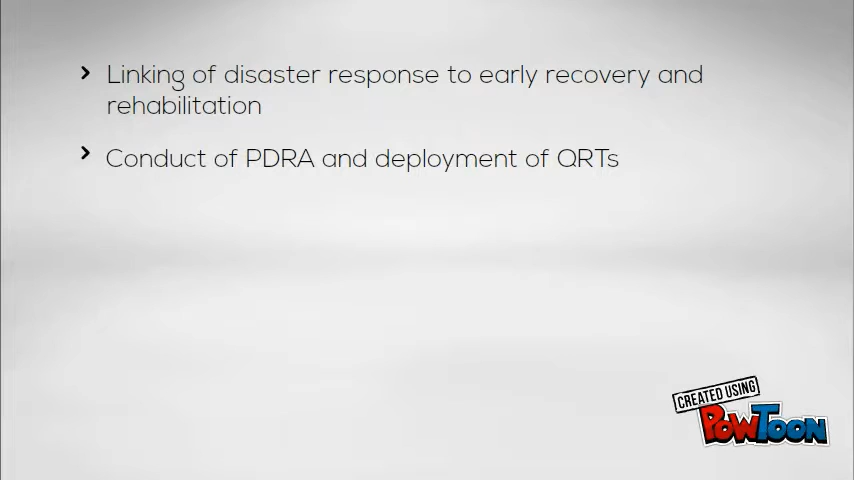 Linking of disaster response to early recovery and
rehabilitation
Conduct of PDRA and deployment of QRTs
CREATED USING
POWTOON